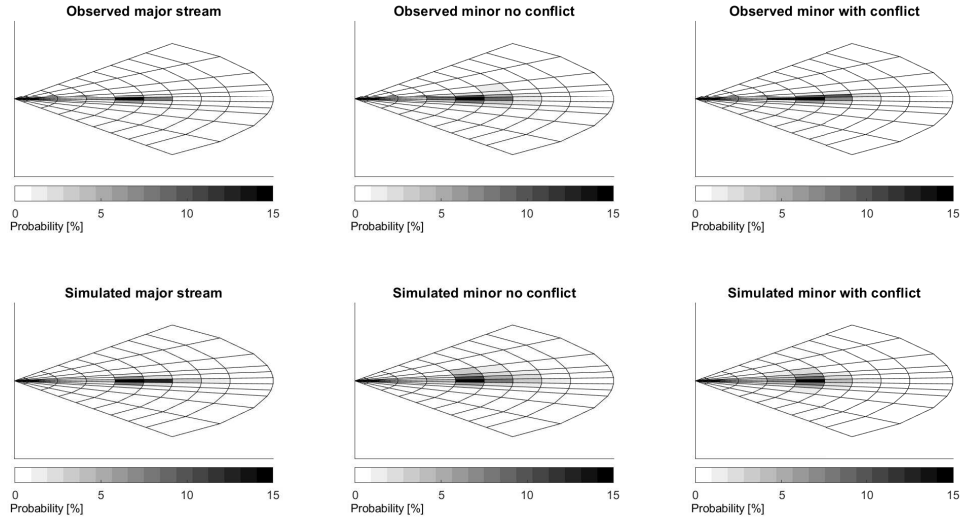 Observed major stream
Observed minor no conflict
Observed minor with conflict
0 5 10 15
Probability [%]
0 5 10 15
Probability [%]
0 5 10 15
Probability [%]
Simulated major stream
Simulated minor no conflict
Simulated minor with conflict
0 5 10 15
Probability [%]
0 5 10 15
Probability [%]
0 5 10 15
Probability [%]